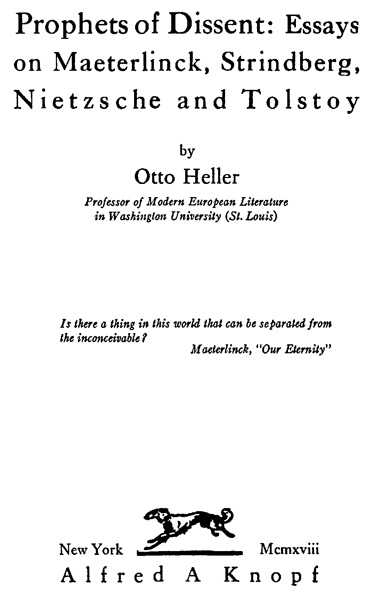 Prophets of Dissent: Essays
on Maeterlinck, Strindberg,
Nietzsche and Tolstoy
by
Otto Heller
Professor of Modern European Literature
in Washington University (St. Louis)
Is there a thing in this world that can be separated from
the inconceivable?
Maeterlinck, "Our Eternity"
New York Mcmxviii
Alfred A Knopf